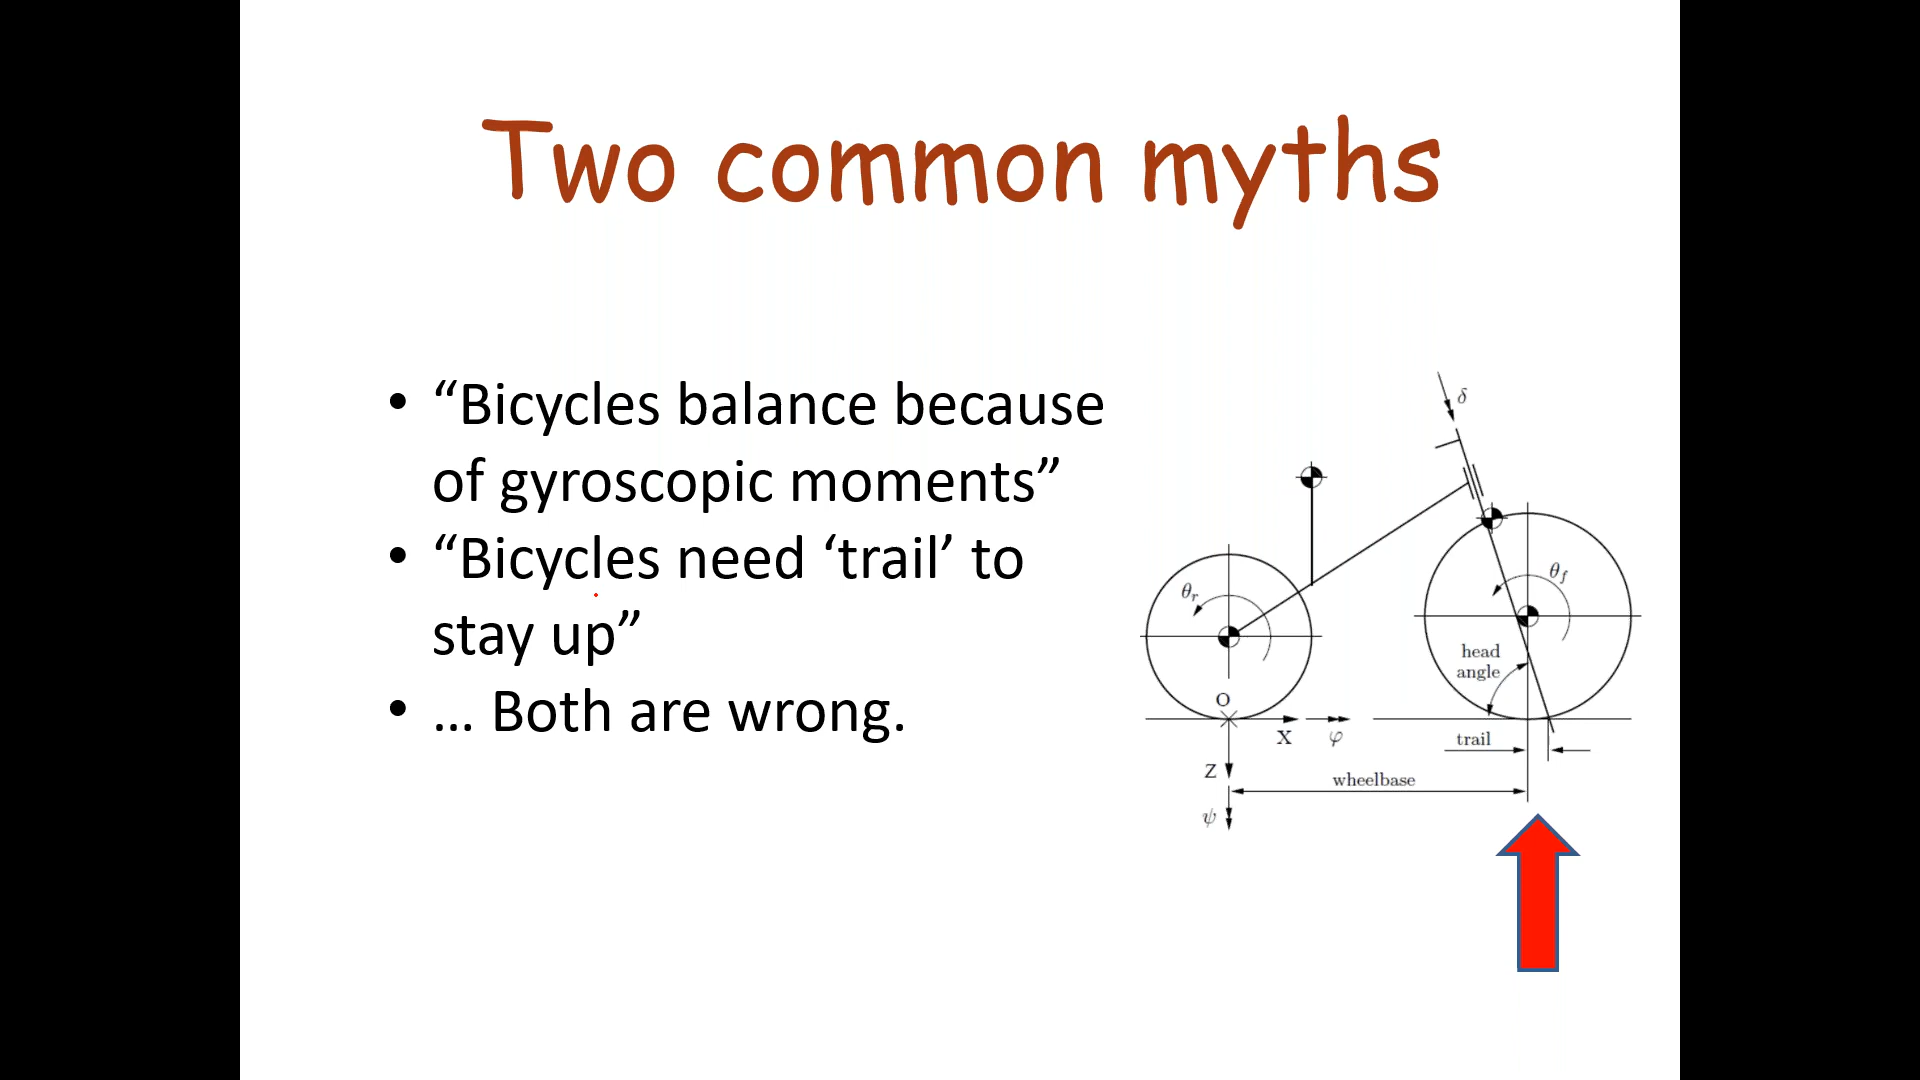 Two common myths
• “Bicycles balance because
of gyroscopic moments”
• “Bicycles need ‘trail’ to
stay up”
• ... Both are wrong.
δ
θr
θf
head
angle
O
X
φ
trail
Z
wheelbase
ψ